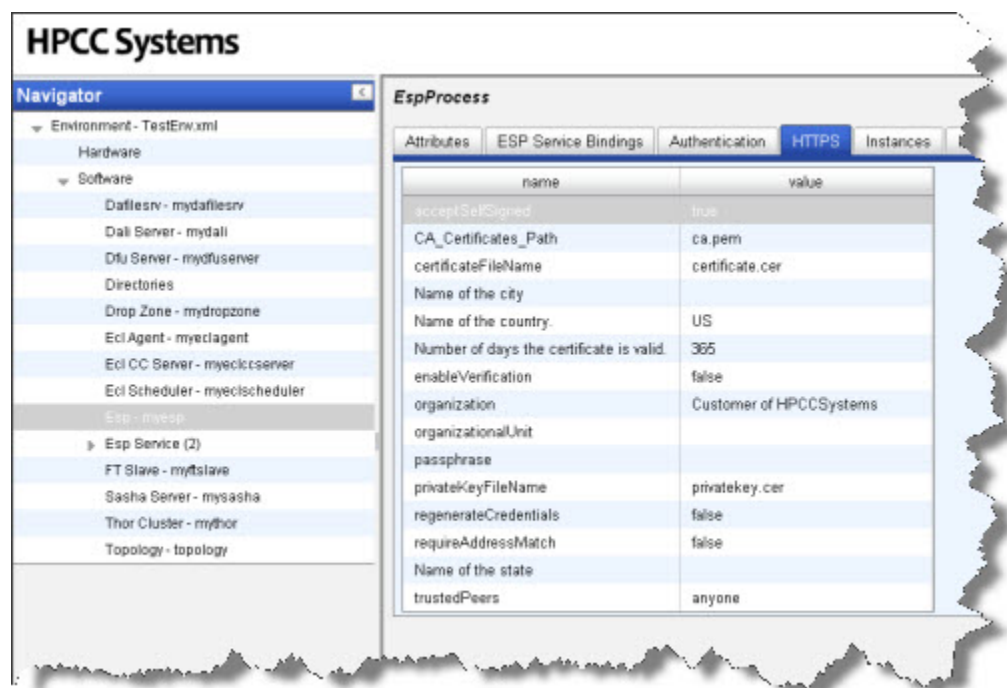 HPCC Systems
Navigator
Environment - TestEnv.xml
Hardware
Software
Dafilesrv - mydafilesrv
Dali Server - mydali
Dfu Server - mydfuserver
Directories
Drop Zone - mydropzone
Ecl Agent - myeclagent
Ecl CC Server - myeclccserver
Ecl Scheduler - myeclscheduler
Esp - myesp
Esp Service (2)
FT Slave - myftslave
Sasha Server - mysasha
Thor Cluster - mythor
Topology - topology
EspProcess
Attributes ESP Service Bindings Authentication HTTPS Instances
name value
acceptSelfSigned true
CA_Certificates_Path ca.pem
certificateFileName certificate.cer
Name of the city
Name of the country. US
Number of days the certificate is valid. 365
enableVerification false
organization Customer of HPCCSystems
organizationalUnit
passphrase
privateKeyFileName privatekey.cer
regenerateCredentials false
requireAddressMatch false
Name of the state
trustedPeers anyone